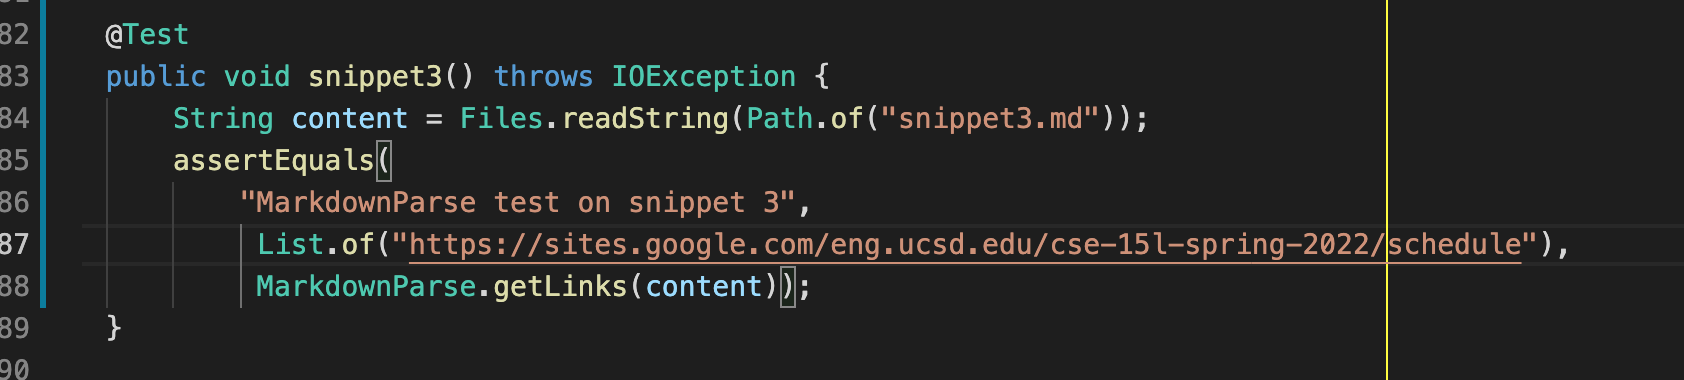 82 @Test
83 public void snippet3() throws IOException {
84 String content = Files.readString(Path.of("snippet3.md"));
85 assertEquals(
86 "MarkdownParse test on snippet 3",
87 List.of("https://sites.google.com/eng.ucsd.edu/cse-15l-spring-2022/schedule"),
88 MarkdownParse.getLinks(content));
89 }
90